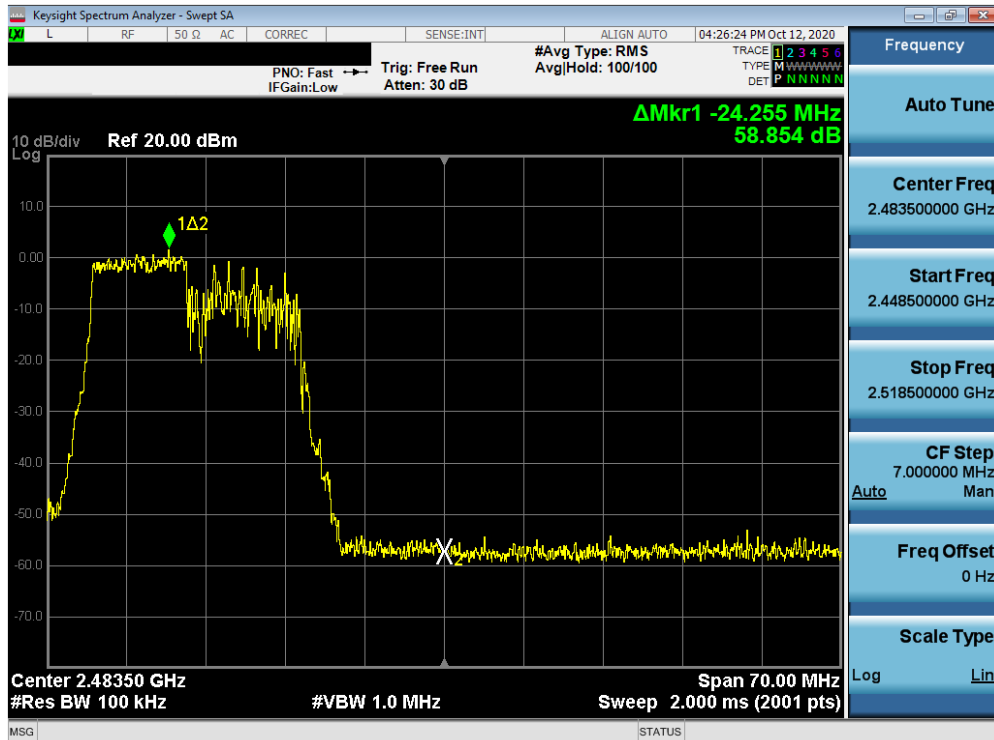 Keysight Spectrum Analyzer - Swept SA
LXI L RF 50 Ω AC CORREC SENSE:INT ALIGN AUTO 04:26:24 PM Oct 12, 2020
PNO: Fast Trig: Free Run #Avg Type: RMS TRACE 1 2 3 4 5 6
IFGain:Low Atten: 30 dB Avg|Hold: 100/100 TYPE M WWWWW
DET P N N N N N
ΔMkr1 -24.255 MHz
58.854 dB
10 dB/div Ref 20.00 dBm
Log
10.0
1Δ2
0.00
-10.0
-20.0
-30.0
-40.0
-50.0
2
-60.0
-70.0
Center 2.48350 GHz Span 70.00 MHz
#Res BW 100 kHz #VBW 1.0 MHz Sweep 2.000 ms (2001 pts)
MSG STATUS
Frequency
Auto Tune
Center Freq
2.483500000 GHz
Start Freq
2.448500000 GHz
Stop Freq
2.518500000 GHz
CF Step
7.000000 MHz
Auto Man
Freq Offset
0 Hz
Scale Type
Log Lin